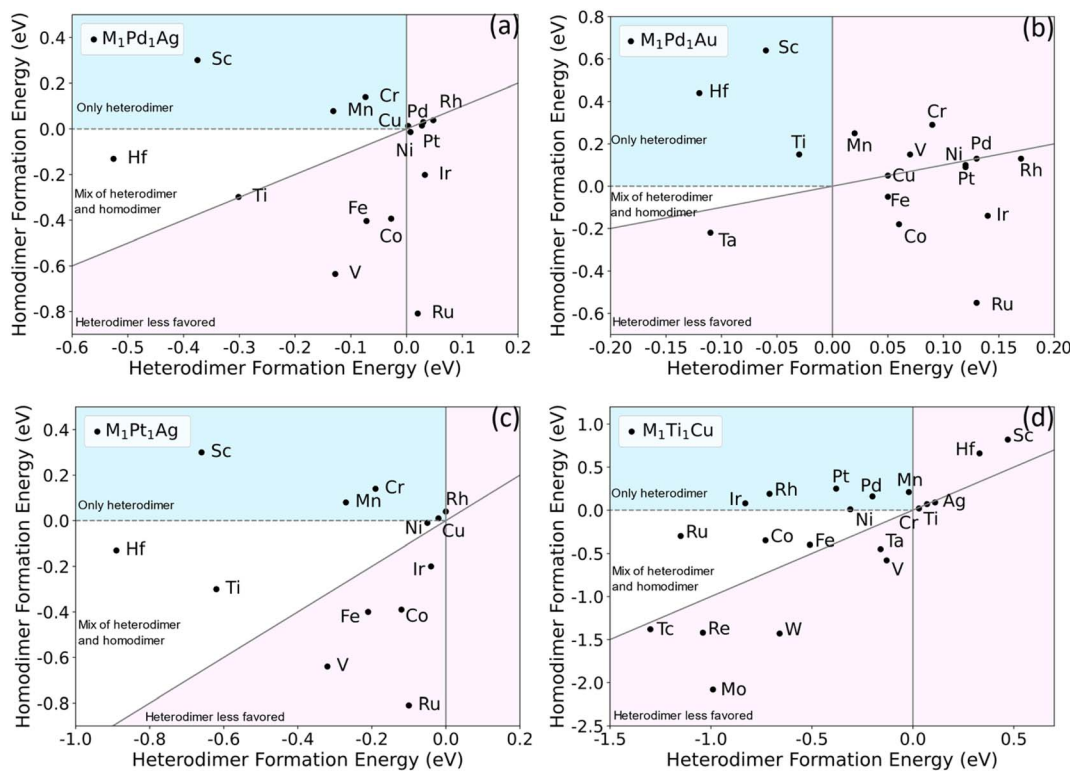 (a)
M₁Pd₁Ag
Sc
Cr
Mn
Only heterodimer
Cu
Pd
Rh
Ni
Pt
Hf
Ir
Mix of heterodimer
and homodimer
Ti
Fe
Co
V
Ru
Heterodimer less favored
0.4
0.2
0.0
-0.2
-0.4
-0.6
-0.8
-0.6
-0.5
-0.4
-0.3
-0.2
-0.1
0.0
0.1
0.2
Homodimer Formation Energy (eV)
Heterodimer Formation Energy (eV)
(b)
M₁Pd₁Au
Sc
Hf
Cr
Only heterodimer
Ti
Mn
V
Ni
Pd
Pt
Rh
Cu
Mix of heterodimer
and homodimer
Fe
Ta
Co
Ir
Ru
Heterodimer less favored
0.8
0.6
0.4
0.2
0.0
-0.2
-0.4
-0.6
-0.20
-0.15
-0.10
-0.05
0.00
0.05
0.10
0.15
0.20
Homodimer Formation Energy (eV)
Heterodimer Formation Energy (eV)
(c)
M₁Pt₁Ag
Sc
Cr
Mn
Rh
Only heterodimer
Ni
Cu
Hf
Ir
Ti
Mix of heterodimer
and homodimer
Fe
Co
V
Ru
Heterodimer less favored
0.4
0.2
0.0
-0.2
-0.4
-0.6
-0.8
-1.0
-0.8
-0.6
-0.4
-0.2
0.0
0.2
Homodimer Formation Energy (eV)
Heterodimer Formation Energy (eV)
(d)
M₁Ti₁Cu
Sc
Hf
Pt
Mn
Rh
Pd
Ir
Only heterodimer
Ni
Cr
Ti
Ag
Ru
Co
Fe
Ta
V
Mix of heterodimer
and homodimer
Tc
Re
W
Mo
Heterodimer less favored
1.0
0.5
0.0
-0.5
-1.0
-1.5
-2.0
-2.5
-1.5
-1.0
-0.5
0.0
0.5
Homodimer Formation Energy (eV)
Heterodimer Formation Energy (eV)